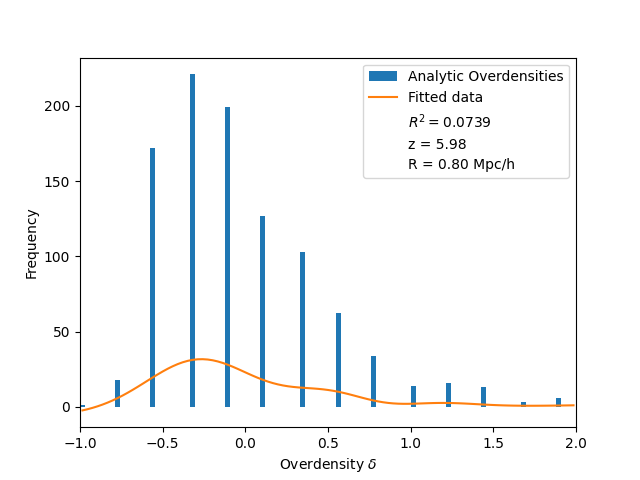 Analytic Overdensities
Fitted data
R² = 0.0739
z = 5.98
R = 0.80 Mpc/h
Frequency
200
150
100
50
0
−1.0 −0.5 0.0 0.5 1.0 1.5 2.0
Overdensity δ